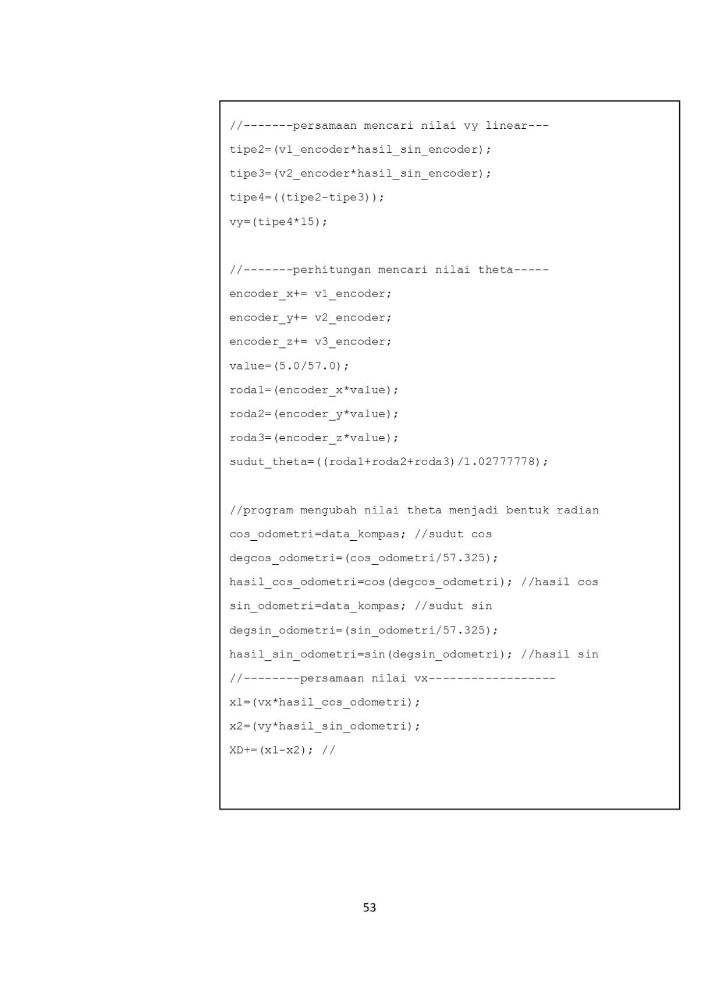 //-------persamaan mencari nilai vy linear---
tipe2=(v1_encoder*hasil_sin_encoder);
tipe3=(v2_encoder*hasil_sin_encoder);
tipe4=((tipe2-tipe3));
vy=(tipe4*15);
//-------perhitungan mencari nilai theta-----
encoder_x+= v1_encoder;
encoder_y+= v2_encoder;
encoder_z+= v3_encoder;
value=(5.0/57.0);
roda1=(encoder_x*value);
roda2=(encoder_y*value);
roda3=(encoder_z*value);
sudut_theta=((roda1+roda2+roda3)/1.02777778);
//program mengubah nilai theta menjadi bentuk radian
cos_odometri=data_kompas; //sudut cos
degcos_odometri=(cos_odometri/57.325);
hasil_cos_odometri=cos(degcos_odometri); //hasil cos
sin_odometri=data_kompas; //sudut sin
degsin_odometri=(sin_odometri/57.325);
hasil_sin_odometri=sin(degsin_odometri); //hasil sin
//--------persamaan nilai vx------------------
x1=(vx*hasil_cos_odometri);
x2=(vy*hasil_sin_odometri);
XD+=(x1-x2); //
53